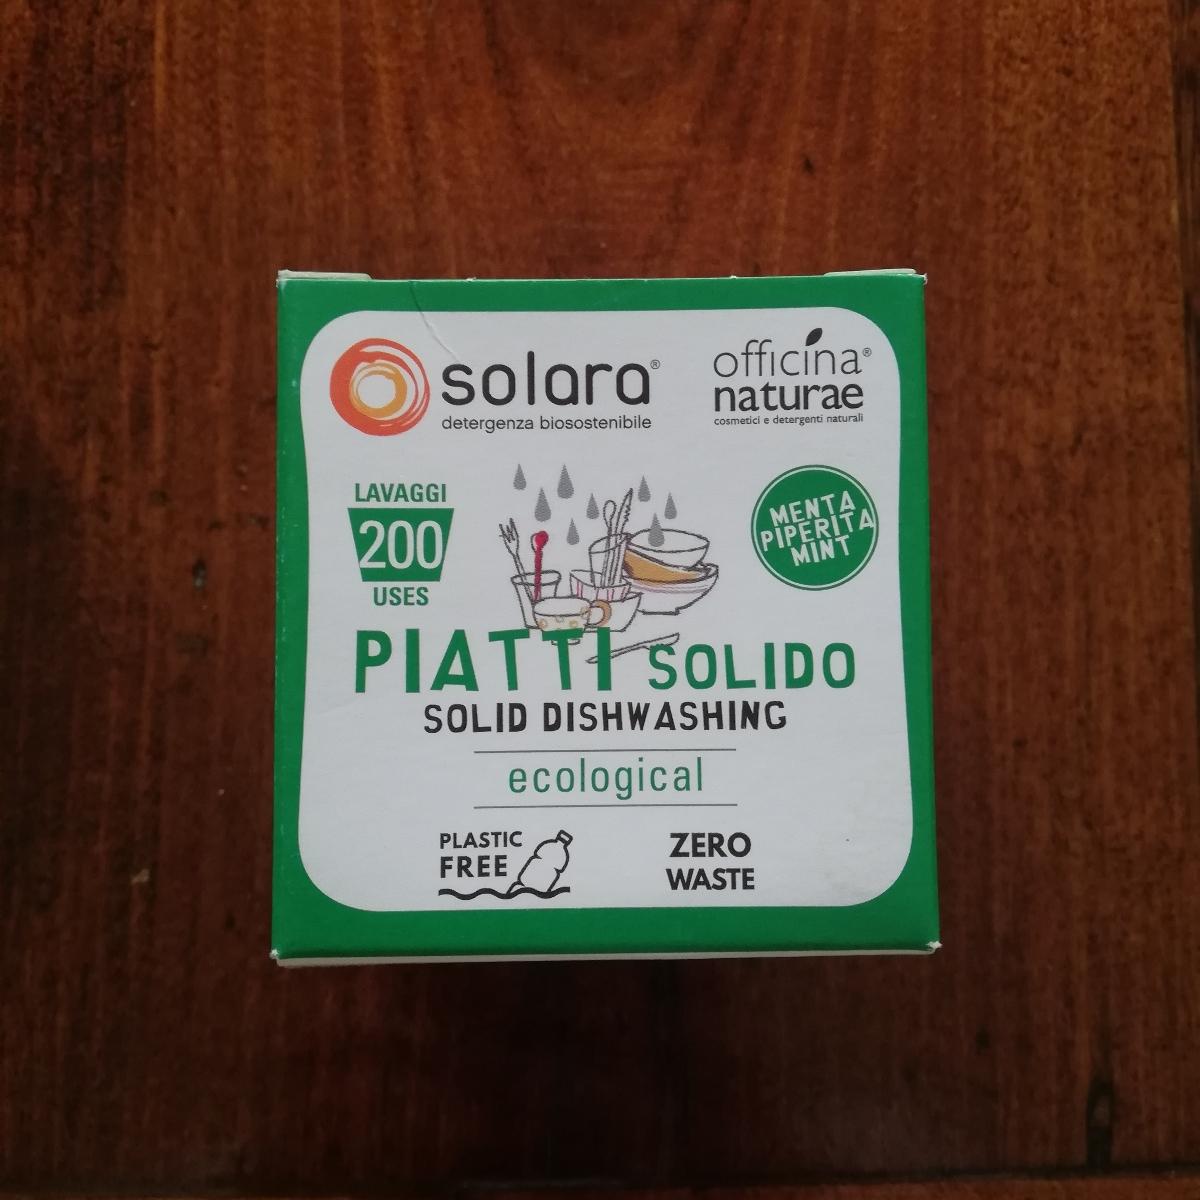 solara®
detergenza biosostenibile
officina®
naturae
cosmetici e detergenti naturali
LAVAGGI
200
USES
MENTA
PIPERITA
MINT
PIATTI SOLIDO
SOLID DISHWASHING
ecological
PLASTIC
FREE
ZERO
WASTE